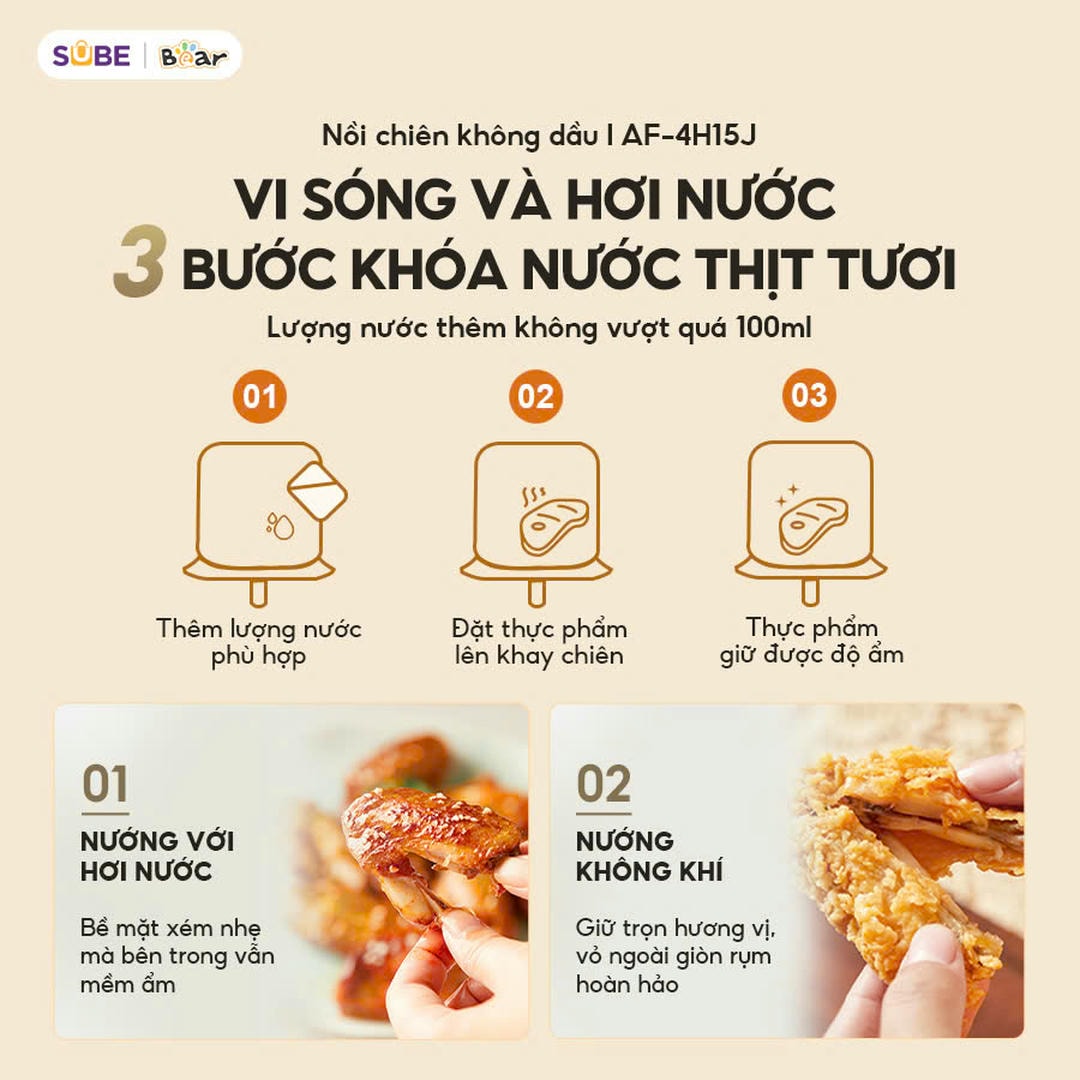 SUBE | Bear
Nồi chiên không dầu I AF-4H15J
VI SÓNG VÀ HƠI NƯỚC
3 BƯỚC KHÓA NƯỚC THỊT TƯƠI
Lượng nước thêm không vượt quá 100ml
01
02
03
Thêm lượng nước
phù hợp
Đặt thực phẩm
lên khay chiên
Thực phẩm
giữ được độ ẩm
01
NƯỚNG VỚI
HƠI NƯỚC
Bề mặt xém nhẹ
mà bên trong vẫn
mềm ẩm
02
NƯỚNG
KHÔNG KHÍ
Giữ trọn hương vị,
vỏ ngoài giòn rụm
hoàn hảo